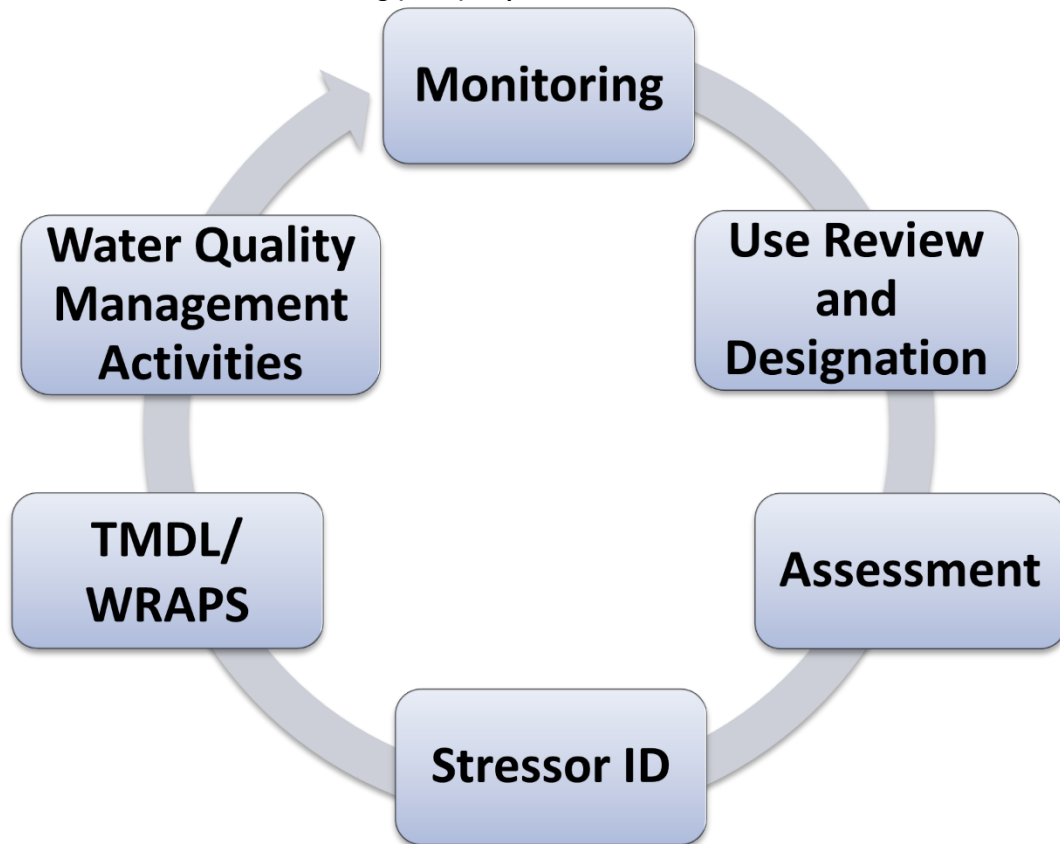 Monitoring
Use Review
and
Designation
Assessment
Stressor ID
TMDL/
WRAPS
Water Quality
Management
Activities